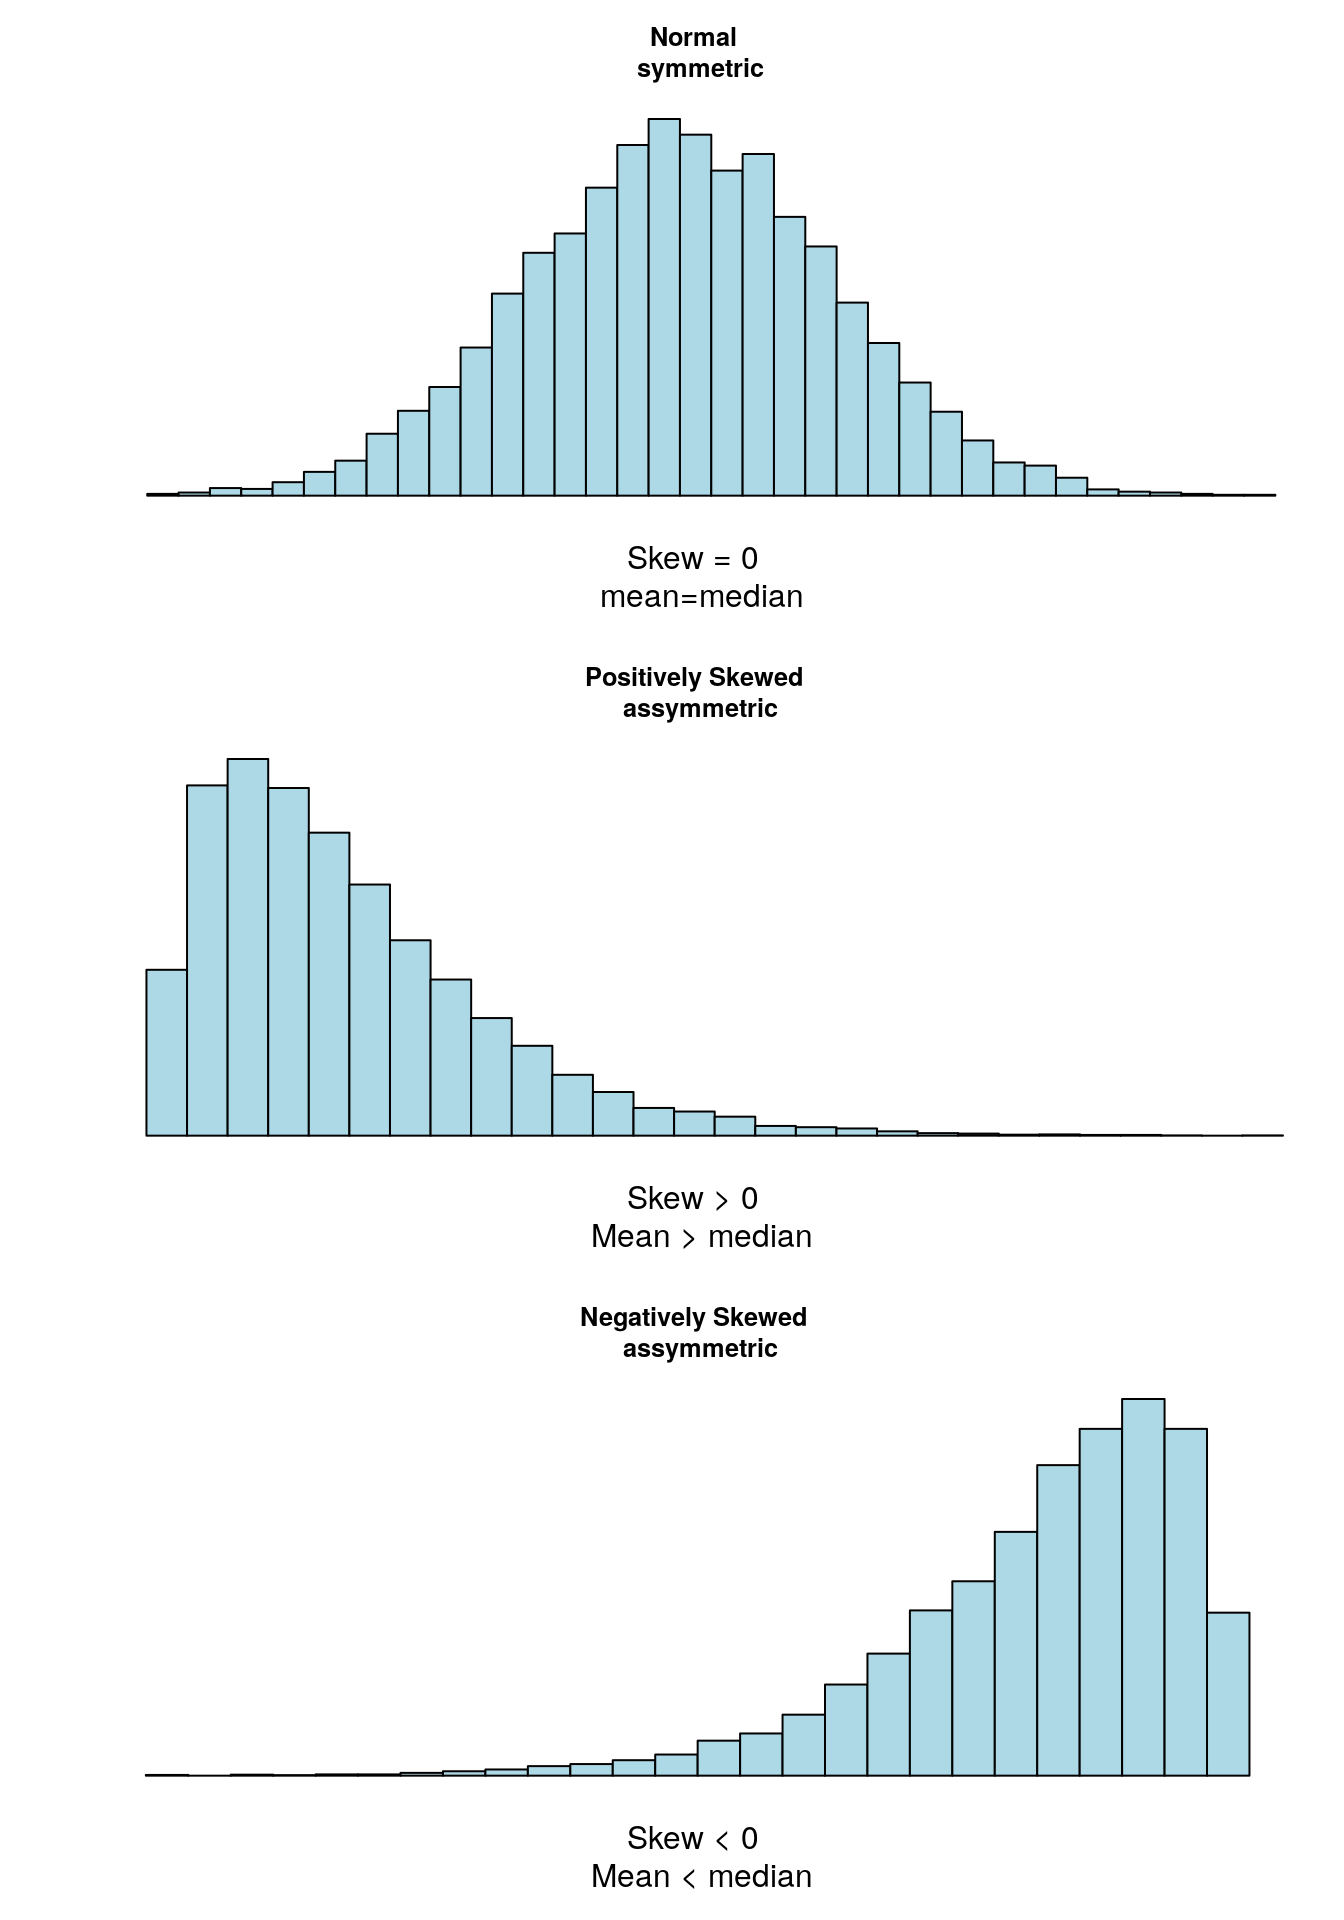 Normal
symmetric
Skew = 0
mean=median
Positively Skewed
assymmetric
Skew > 0
Mean > median
Negatively Skewed
assymmetric
Skew < 0
Mean < median